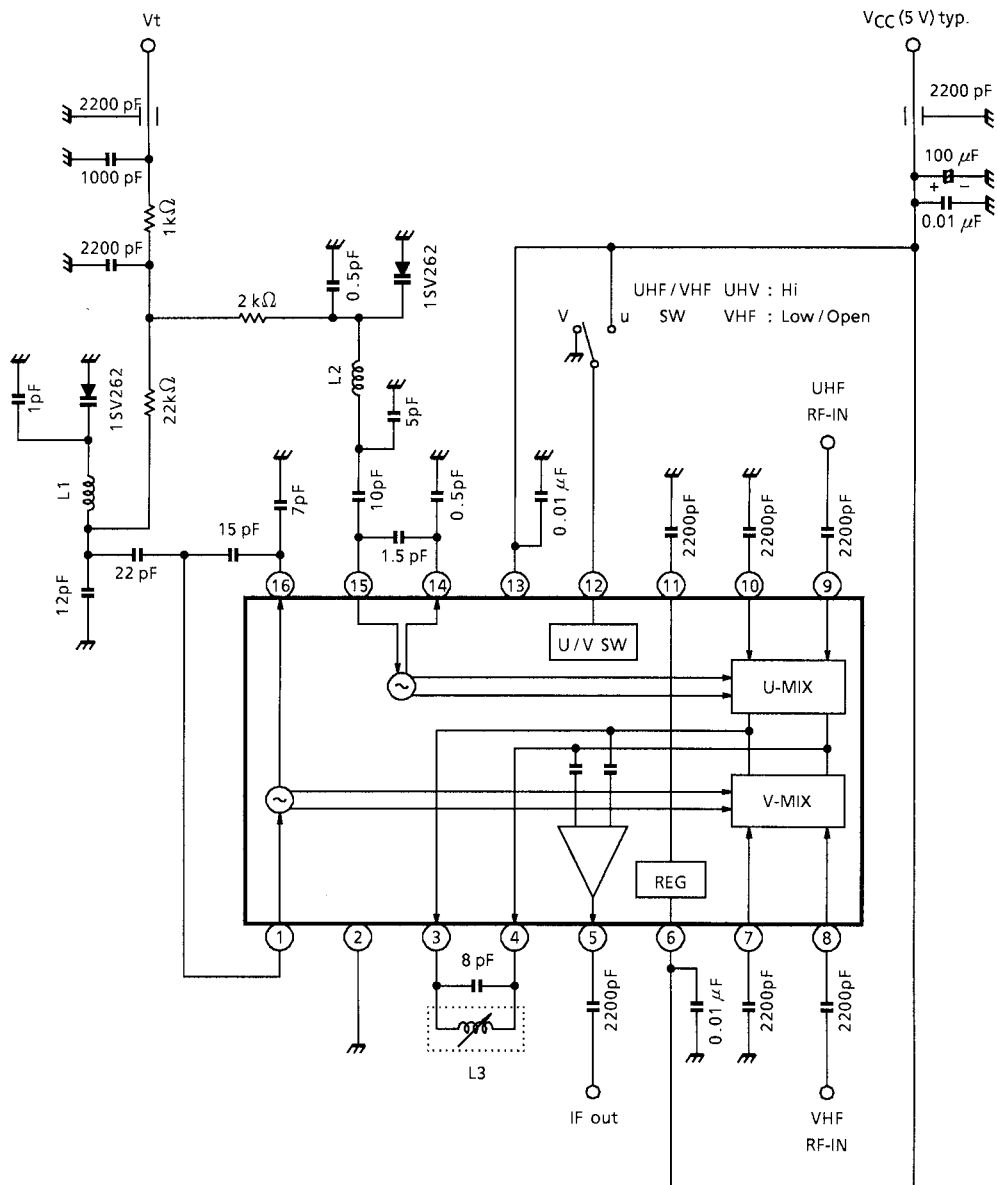 Vt
VCC (5 V) typ.
2200 pF
2200 pF
1000 pF
100 μF
+ −
0.01 μF
1kΩ
2200 pF
0.5pF
1SV262
2 kΩ
UHF / VHF UHV : Hi
SW VHF : Low / Open
V
u
1pF
1SV262
22kΩ
L2
5pF
UHF
RF-IN
L1
7pF
10pF
0.5pF
0.01 μF
2200pF
2200pF
2200pF
15 pF
22 pF
1.5 pF
12pF
16
15
14
13
12
11
10
9
U / V SW
U-MIX
V-MIX
REG
1
2
3
4
5
6
7
8
8 pF
L3
2200pF
0.01 μF
2200pF
2200pF
IF out
VHF
RF-IN